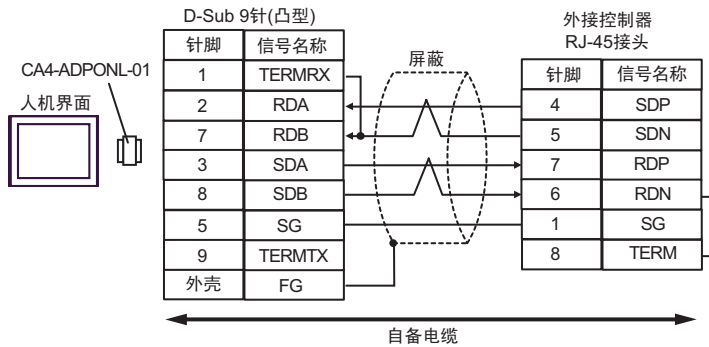 D-Sub 9针(凸型)
外接控制器
RJ-45接头
CA4-ADPONL-01
人机界面
屏蔽
针脚 信号名称
1 TERMRX
2 RDA
7 RDB
3 SDA
8 SDB
5 SG
9 TERMTX
外壳 FG
针脚 信号名称
4 SDP
5 SDN
7 RDP
6 RDN
1 SG
8 TERM
自备电缆